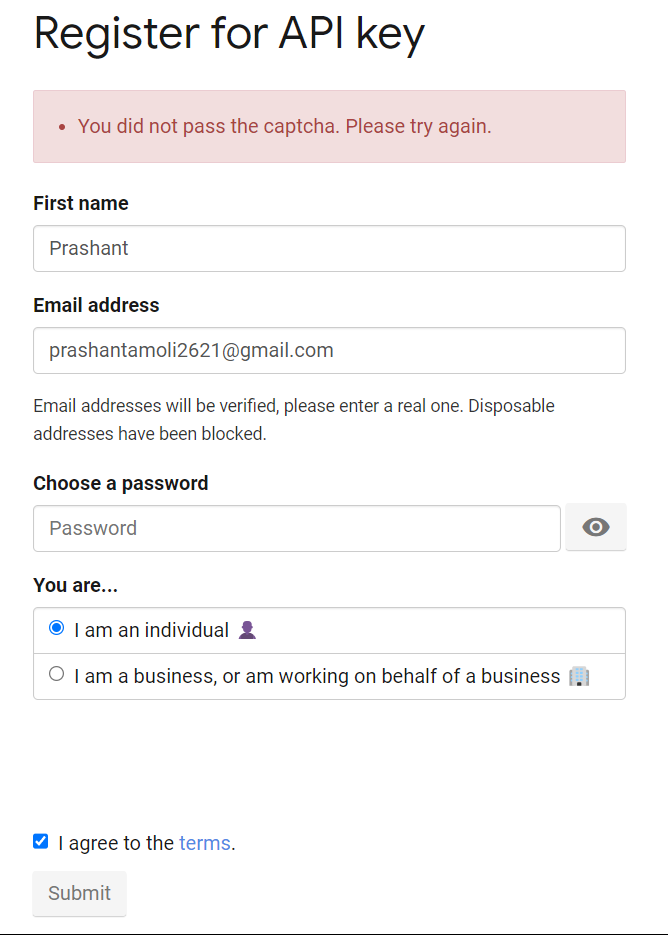 Register for API key
You did not pass the captcha. Please try again.
First name
Prashant
Email address
prashantamoli2621@gmail.com
Email addresses will be verified, please enter a real one. Disposable
addresses have been blocked.
Choose a password
Password
You are...
I am an individual 👤
I am a business, or am working on behalf of a business 🏢
I agree to the terms.
Submit